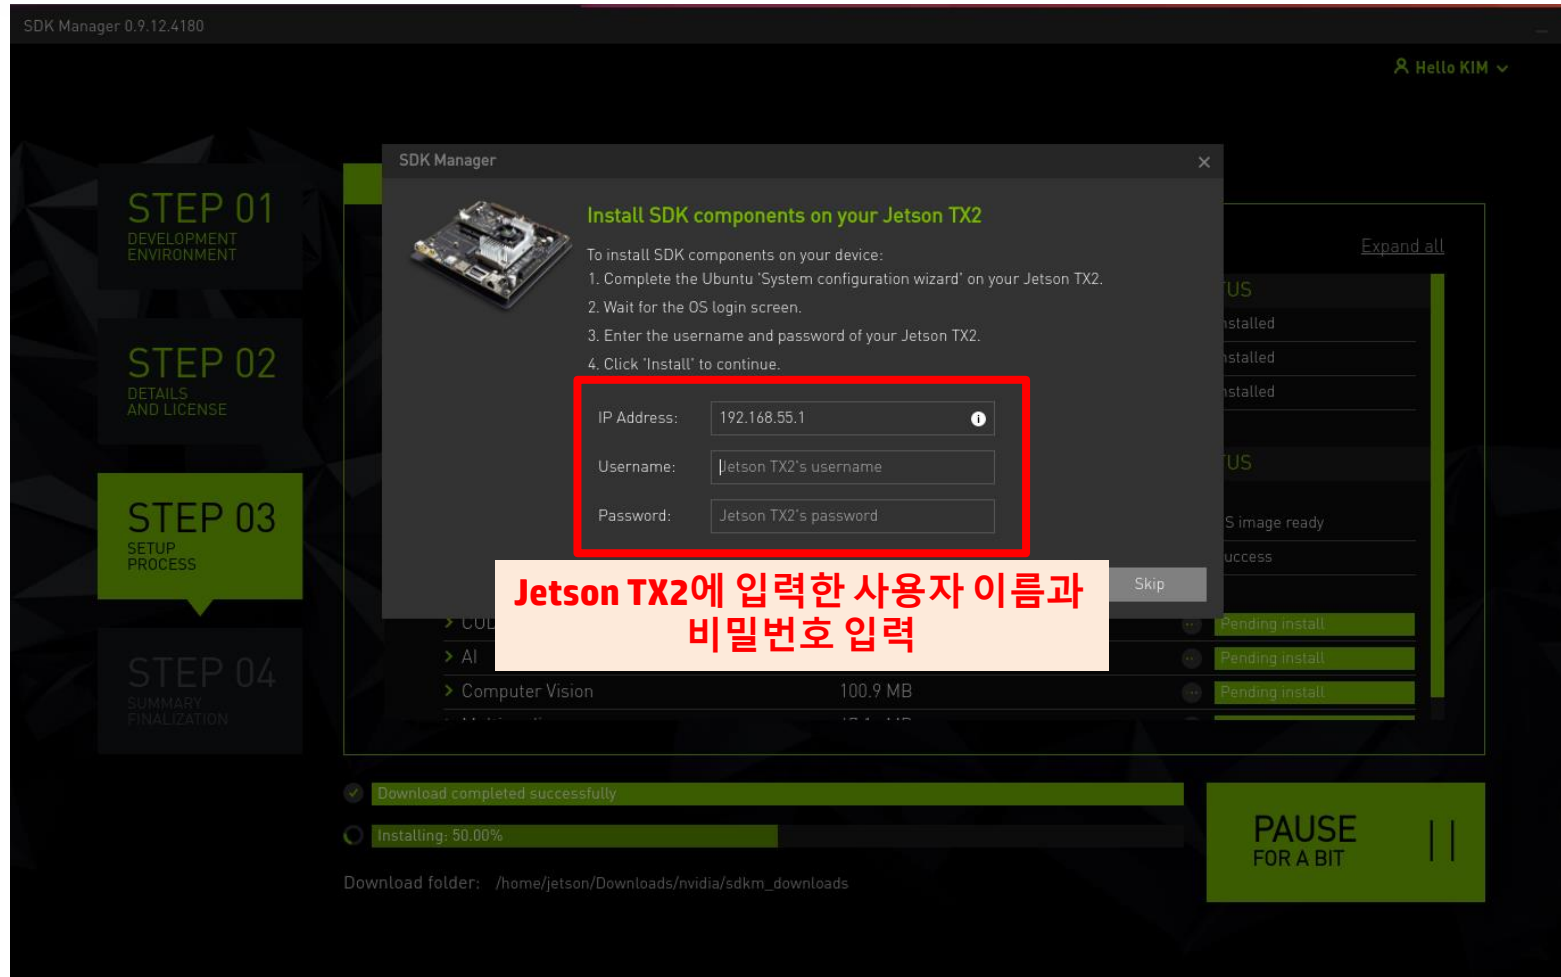 SDK Manager 0.9.12.4180
Hello KIM
SDK Manager
STEP 01
DEVELOPMENT
ENVIRONMENT
Install SDK components on your Jetson TX2
Expand all
To install SDK components on your device:
1. Complete the Ubuntu 'System configuration wizard' on your Jetson TX2.
2. Wait for the OS login screen.
3. Enter the username and password of your Jetson TX2.
4. Click 'Install' to continue.
STEP 02
DETAILS
AND LICENSE
IP Address: 192.168.55.1
Username: Jetson TX2's username
Password: Jetson TX2's password
STEP 03
SETUP
PROCESS
S image ready
Skip
Jetson TX2에 입력한 사용자 이름과
비밀번호 입력
Pending install
> AI Pending install
> Computer Vision 100.9 MB Pending install
STEP 04
SUMMARY
FINALIZATION
Download completed successfully
Installing: 50.00%
PAUSE
FOR A BIT
Download folder: /home/jetson/Downloads/nvidia/sdkm_downloads